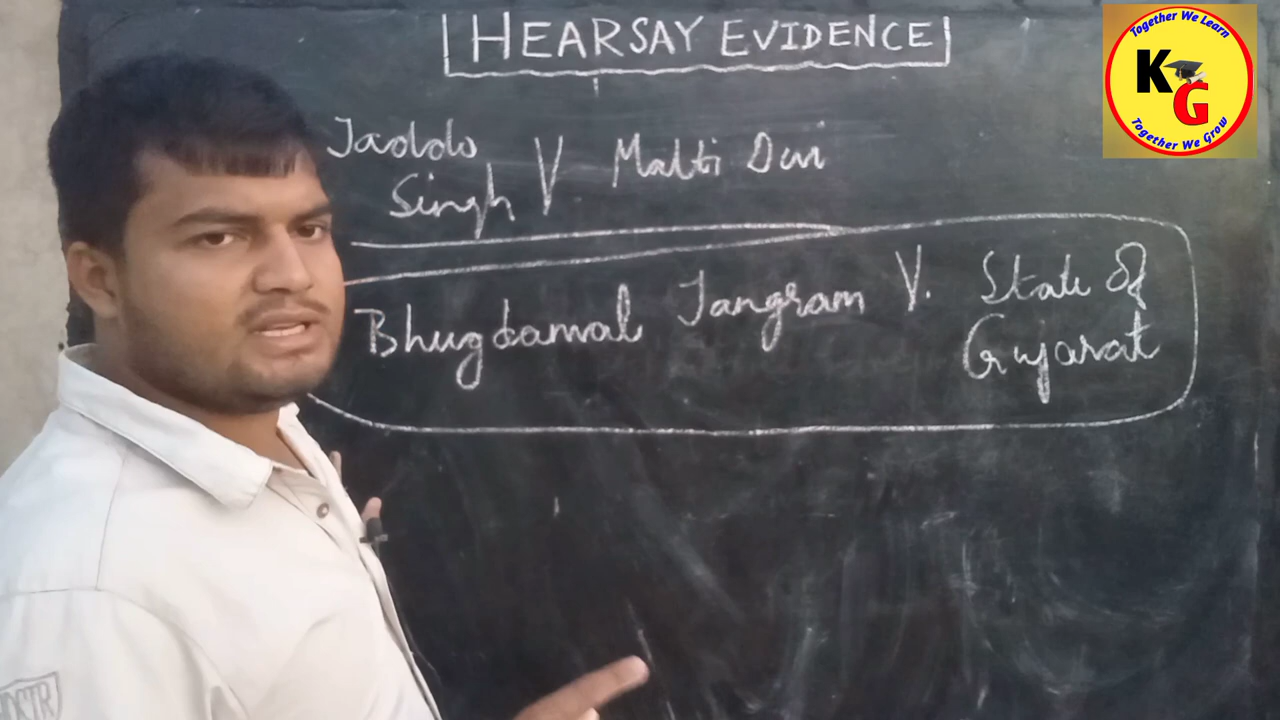 HEARSAY EVIDENCE
Together We Learn
KG
Together We Grow
Jaddo
Singh V Malti Devi
Bhugdamal Jangram V. State of
Gujarat